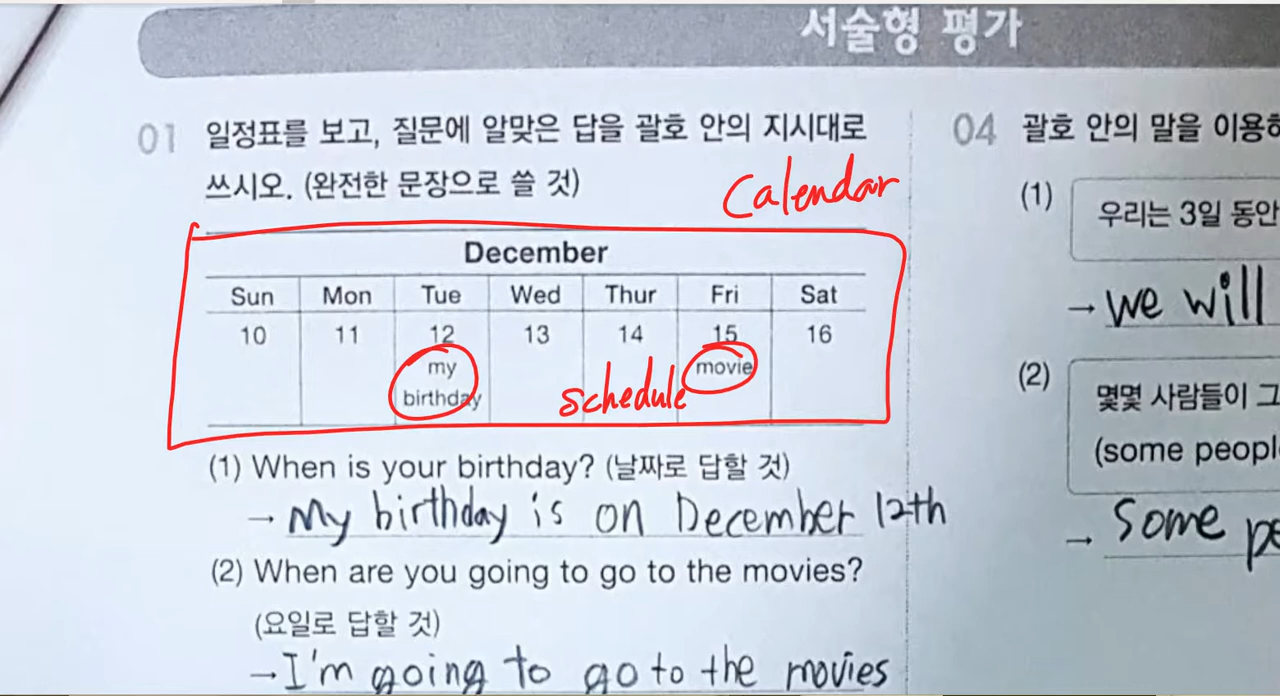 서술형 평가
01 일정표를 보고, 질문에 알맞은 답을 괄호 안의 지시대로
쓰시오. (완전한 문장으로 쓸 것)
Calendar
December
Sun Mon Tue Wed Thur Fri Sat
10 11 12 13 14 15 16
my birthday
movie
schedule
(1) When is your birthday? (날짜로 답할 것)
→ My birthday is on December 12th
(2) When are you going to go to the movies?
(요일로 답할 것)
→ I'm going to go to the movies
04 괄호 안의 말을 이용하
(1) 우리는 3일 동안
→ we will
(2) 몇몇 사람들이 그
(some peopl
→ Some pe